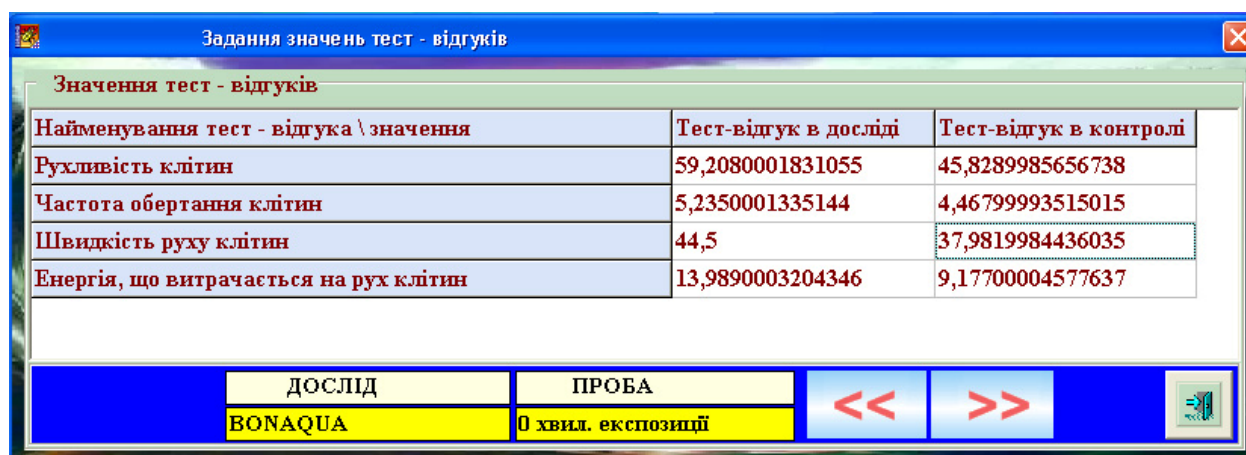 Задання значень тест - відгуків
Значення тест - відгуків
Найменування тест - відгука \ значення Тест-відгук в досліді Тест-відгук в контролі
Рухливість клітин 59,2080001831055 45,8289985656738
Частота обертання клітин 5,2350001335144 4,46799993515015
Швидкість руху клітин 44,5 37,9819984436035
Енергія, що витрачається на рух клітин 13,9890003204346 9,17700004577637
ДОСЛІД ПРОБА
<< >>
BONAQUA 0 хвил. експозиції